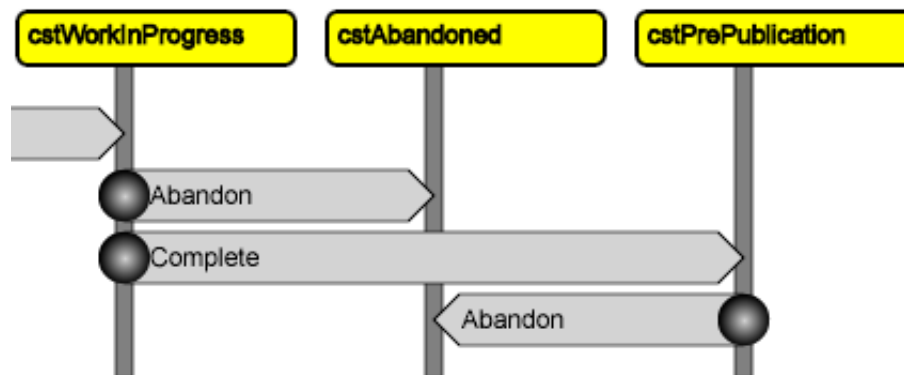 cstWorkInProgress
cstAbandoned
cstPrePublication
Abandon
Complete
Abandon